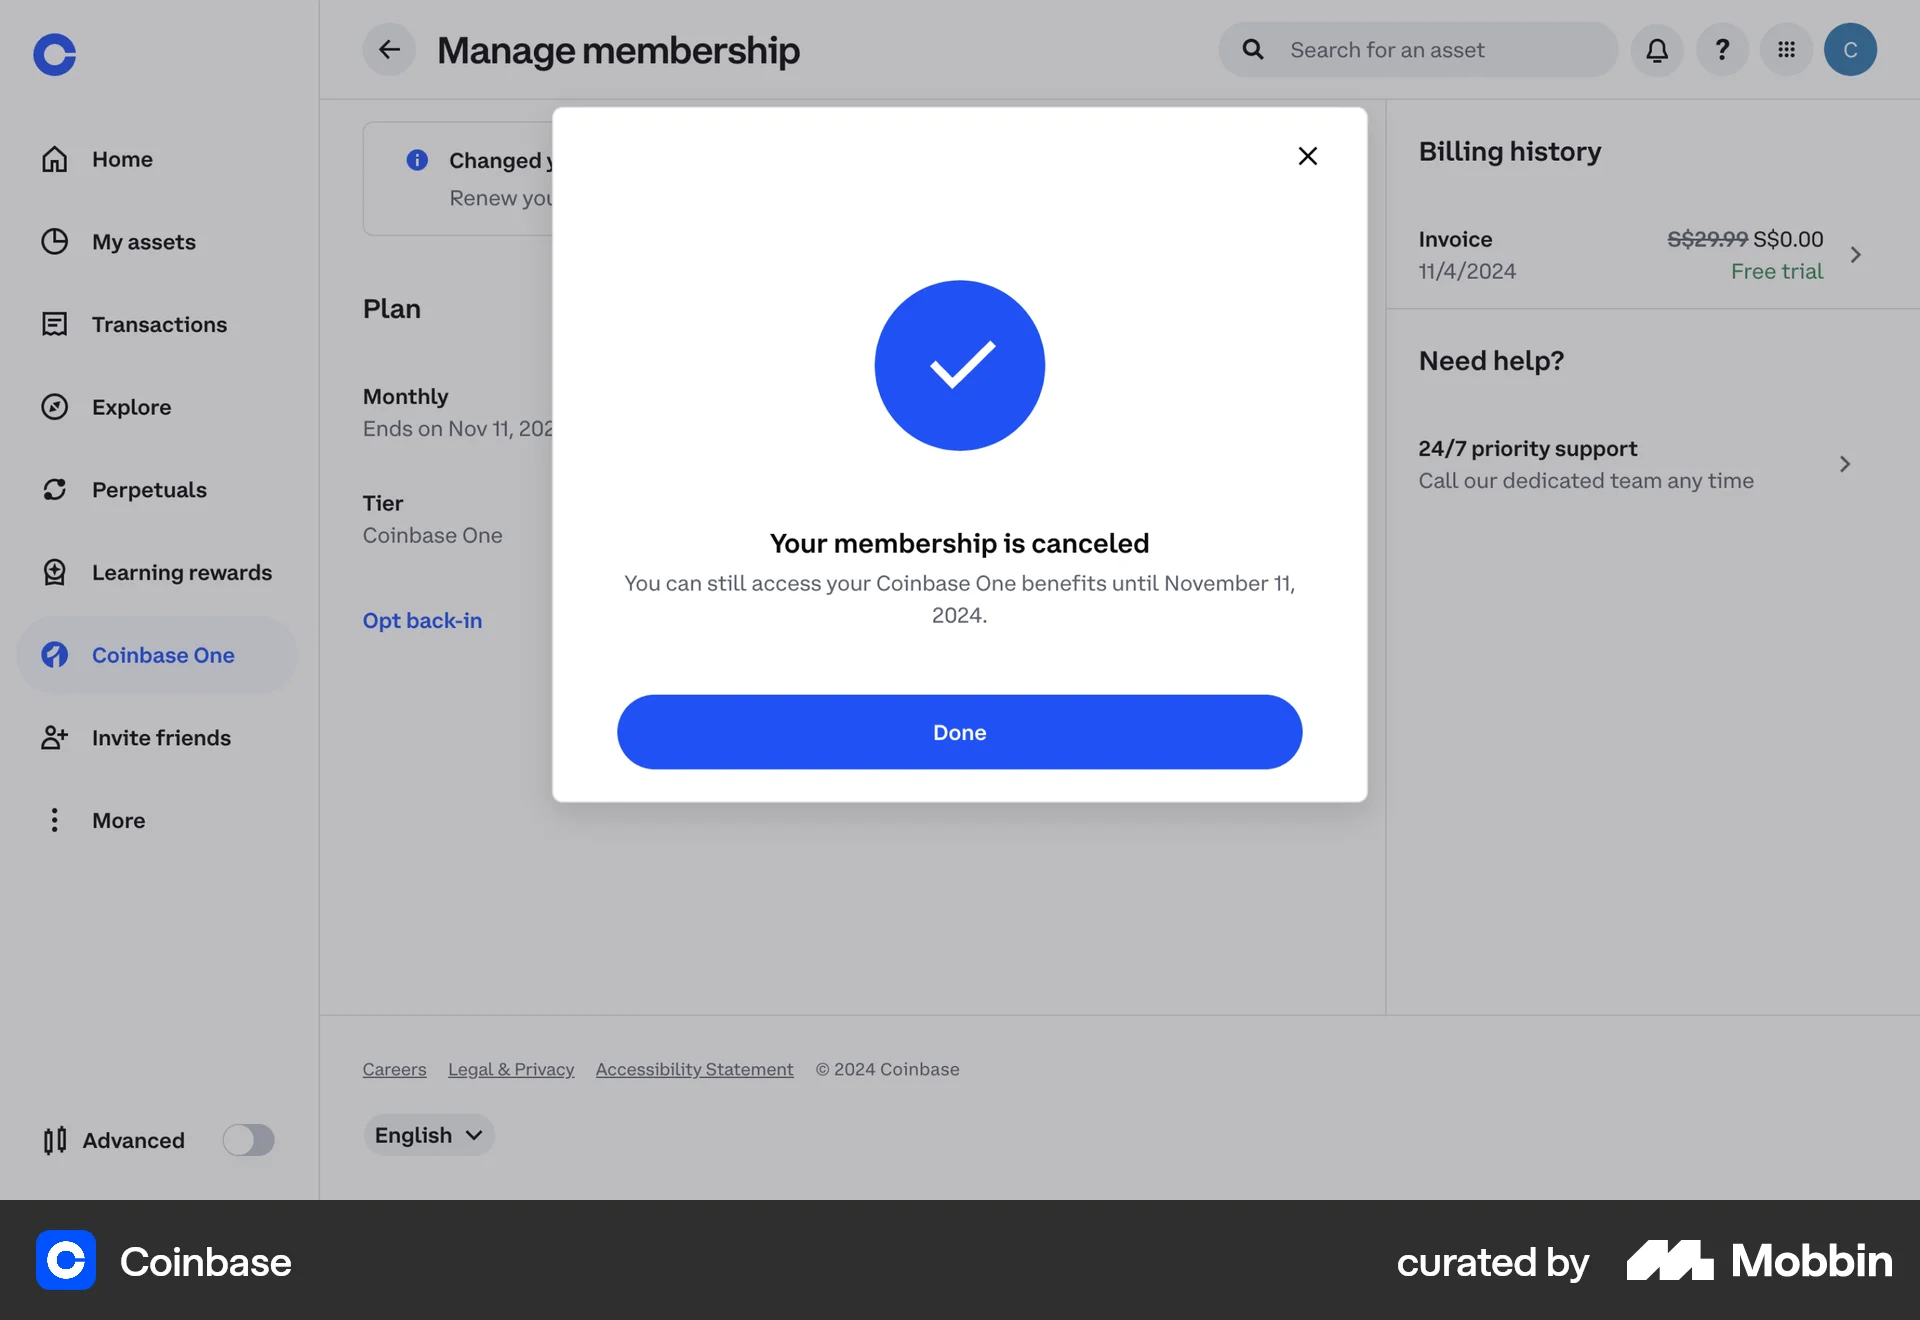 Manage membership
Search for an asset
C
Home
My assets
Transactions
Explore
Perpetuals
Learning rewards
Coinbase One
Invite friends
More
Advanced
Changed
Renew
Plan
Monthly
Ends on Nov 11,
Tier
Coinbase One
Opt back-in
Your membership is canceled
You can still access your Coinbase One benefits until November 11,
2024.
Done
Billing history
Invoice
S$29.99 S$0.00
11/4/2024
Free trial
Need help?
24/7 priority support
Call our dedicated team any time
Careers Legal & Privacy Accessibility Statement © 2024 Coinbase
English
Coinbase
curated by Mobbin